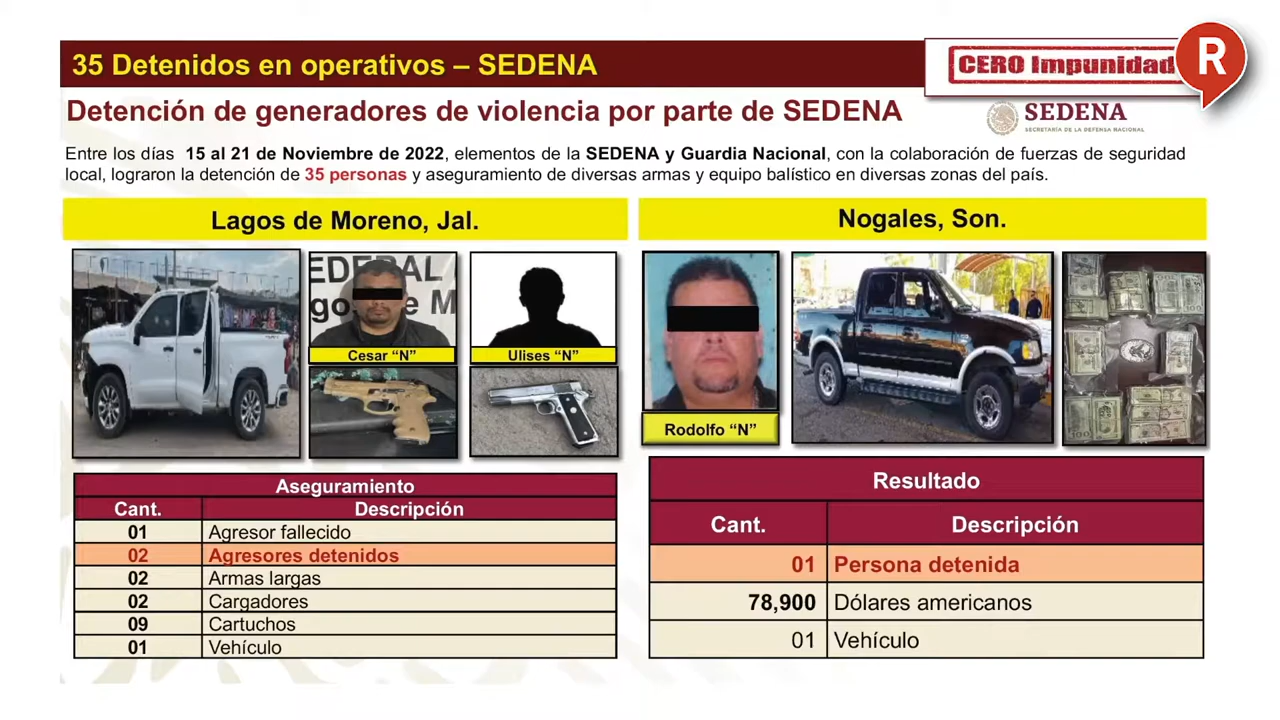 35 Detenidos en operativos – SEDENA
CERO Impunidad
R
Detención de generadores de violencia por parte de SEDENA
SEDENA
SECRETARÍA DE LA DEFENSA NACIONAL
Entre los días 15 al 21 de Noviembre de 2022, elementos de la SEDENA y Guardia Nacional, con la colaboración de fuerzas de seguridad
local, lograron la detención de 35 personas y aseguramiento de diversas armas y equipo balístico en diversas zonas del país.
Lagos de Moreno, Jal.
EDERAL
go de M
Cesar “N”
Ulises “N”
Aseguramiento
Cant. Descripción
01 Agresor fallecido
02 Agresores detenidos
02 Armas largas
02 Cargadores
09 Cartuchos
01 Vehículo
Nogales, Son.
Rodolfo “N”
Resultado
Cant. Descripción
01 Persona detenida
78,900 Dólares americanos
01 Vehículo